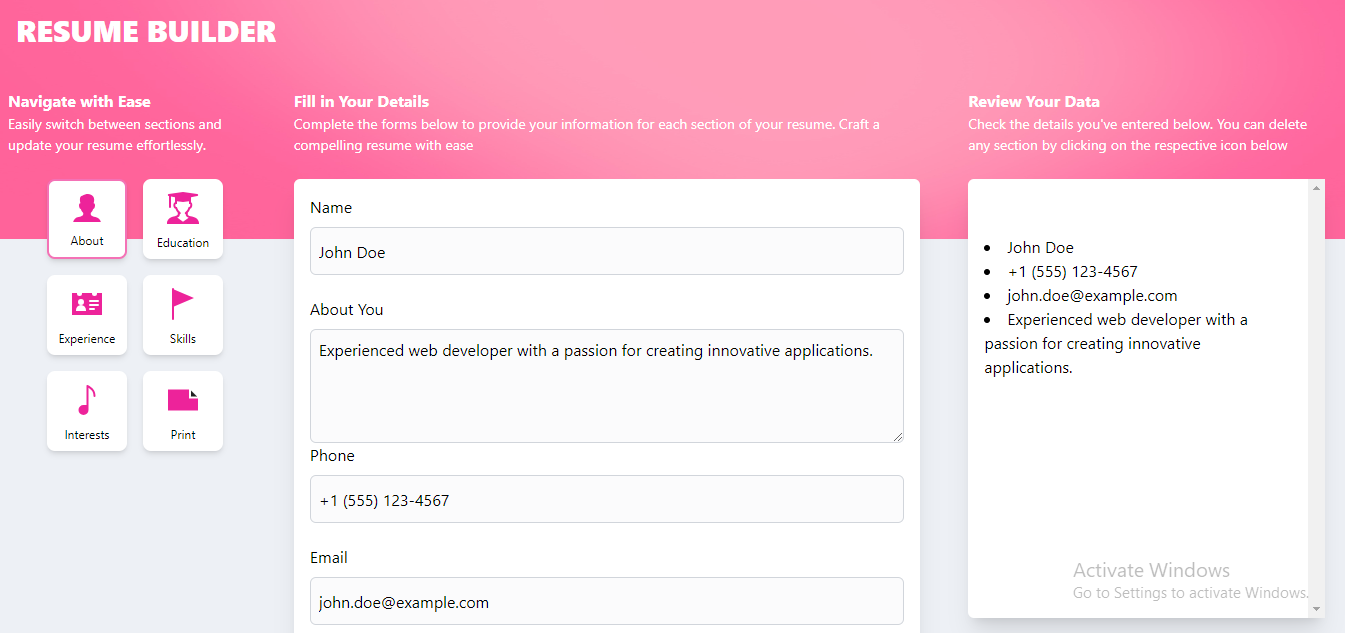 RESUME BUILDER
Navigate with Ease
Easily switch between sections and
update your resume effortlessly.
About
Education
Experience
Skills
Interests
Print
Fill in Your Details
Complete the forms below to provide your information for each section of your resume. Craft a
compelling resume with ease
Name
John Doe
About You
Experienced web developer with a passion for creating innovative applications.
Phone
+1 (555) 123-4567
Email
john.doe@example.com
Review Your Data
Check the details you've entered below. You can delete
any section by clicking on the respective icon below
• John Doe
• +1 (555) 123-4567
• john.doe@example.com
• Experienced web developer with a
passion for creating innovative
applications.
Activate Windows
Go to Settings to activate Windows.